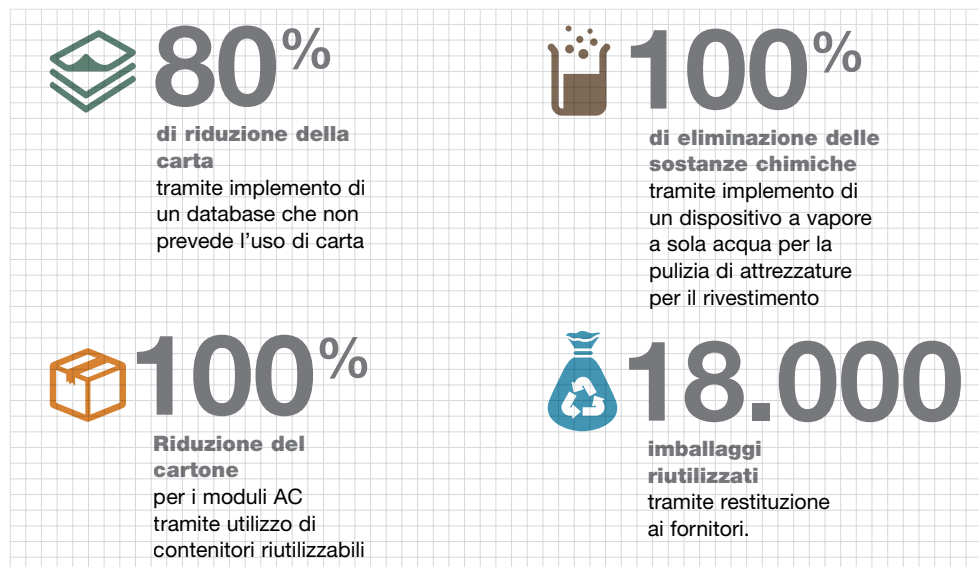 80%
di riduzione della
carta
tramite implemento di
un database che non
prevede l’uso di carta
100%
di eliminazione delle
sostanze chimiche
tramite implemento di
un dispositivo a vapore
a sola acqua per la
pulizia di attrezzature
per il rivestimento
100%
Riduzione del
cartone
per i moduli AC
tramite utilizzo di
contenitori riutilizzabili
18.000
imballaggi
riutilizzati
tramite restituzione
ai fornitori.